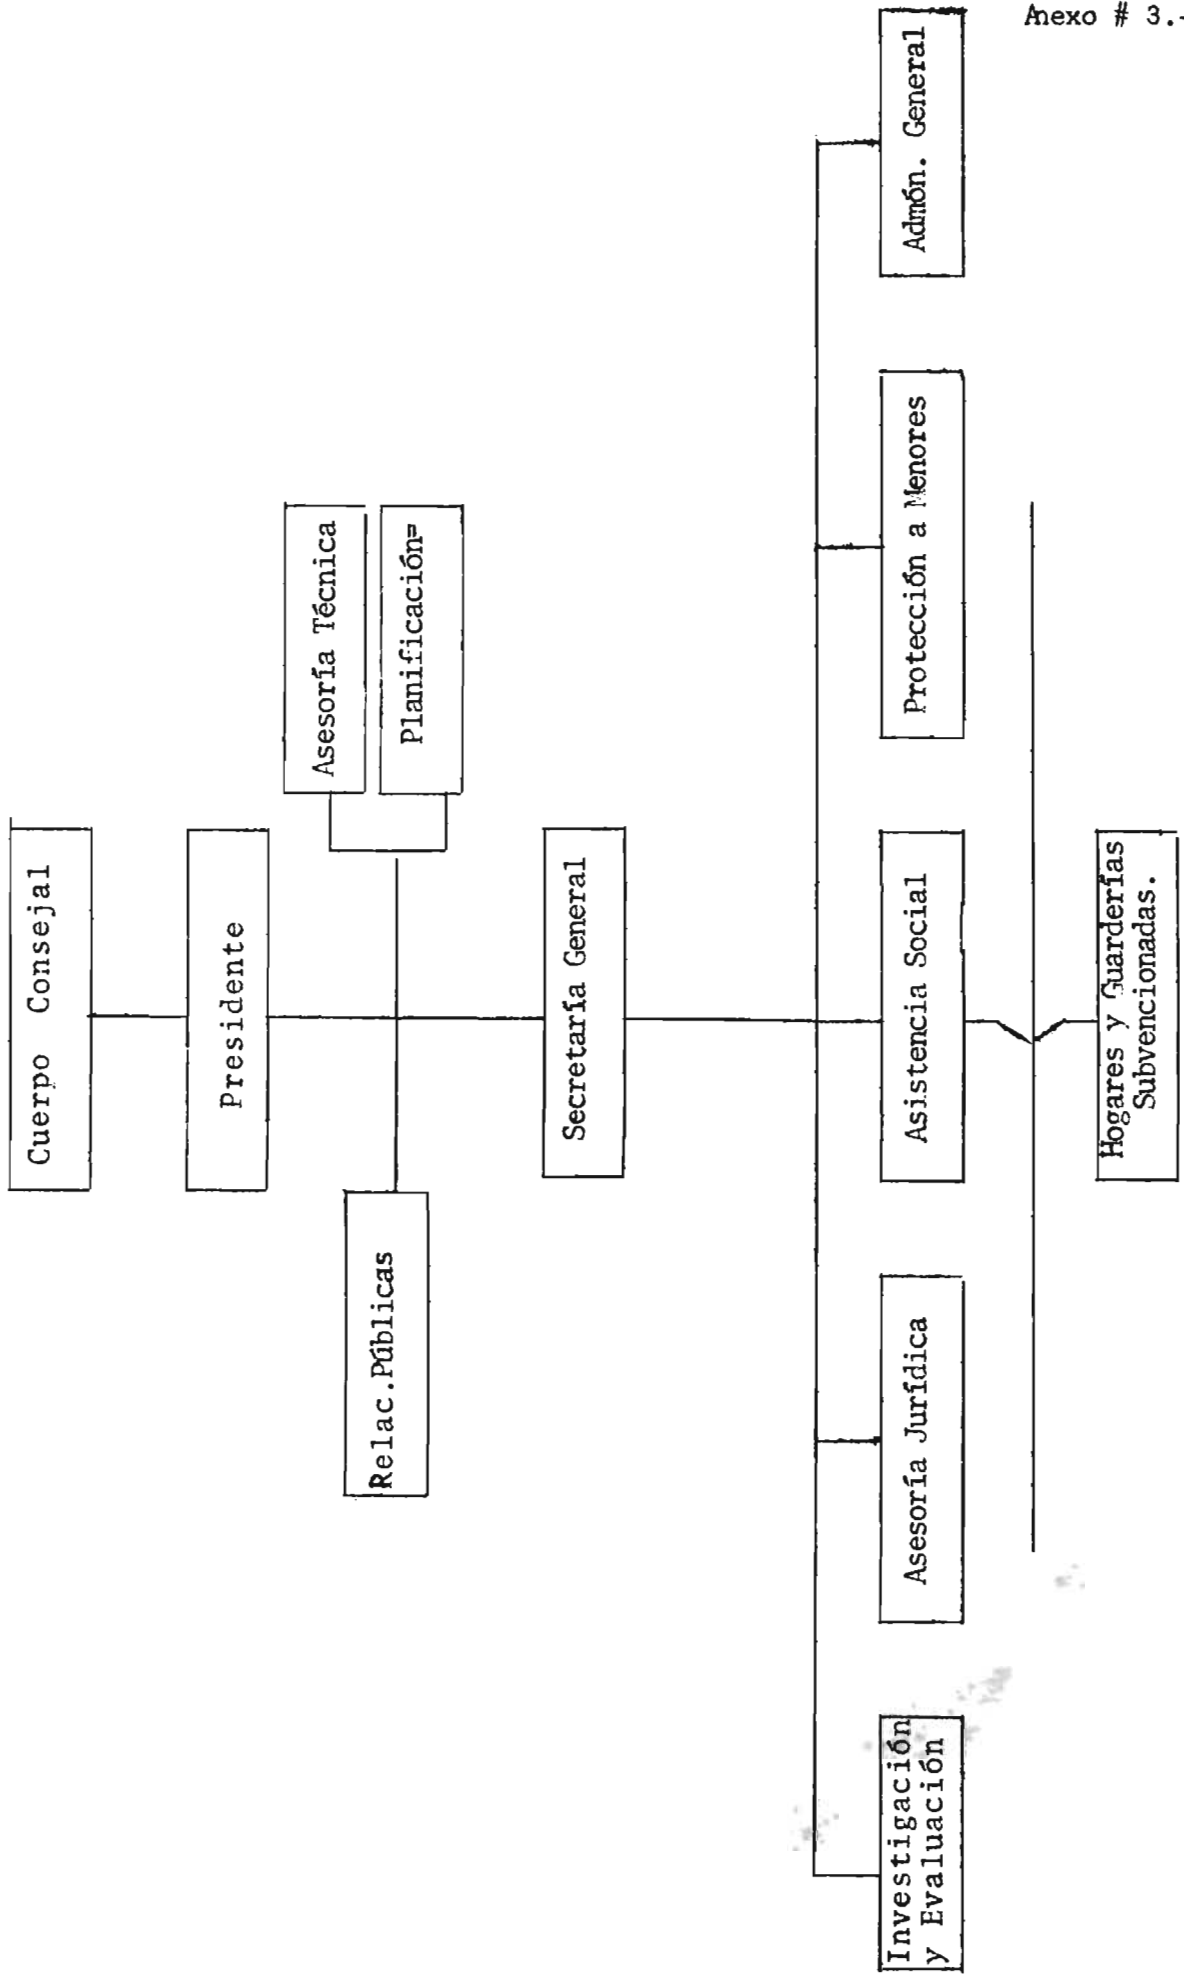 Anexo # 3.-
Cuerpo Consejal
Presidente
Relac.Públicas
Asesoría Técnica
Planificación=
Secretaría General
Investigación
y Evaluación
Asesoría Jurídica
Asistencia Social
Protección a Menores
Admón. General
Hogares y Guarderías
Subvencionadas.